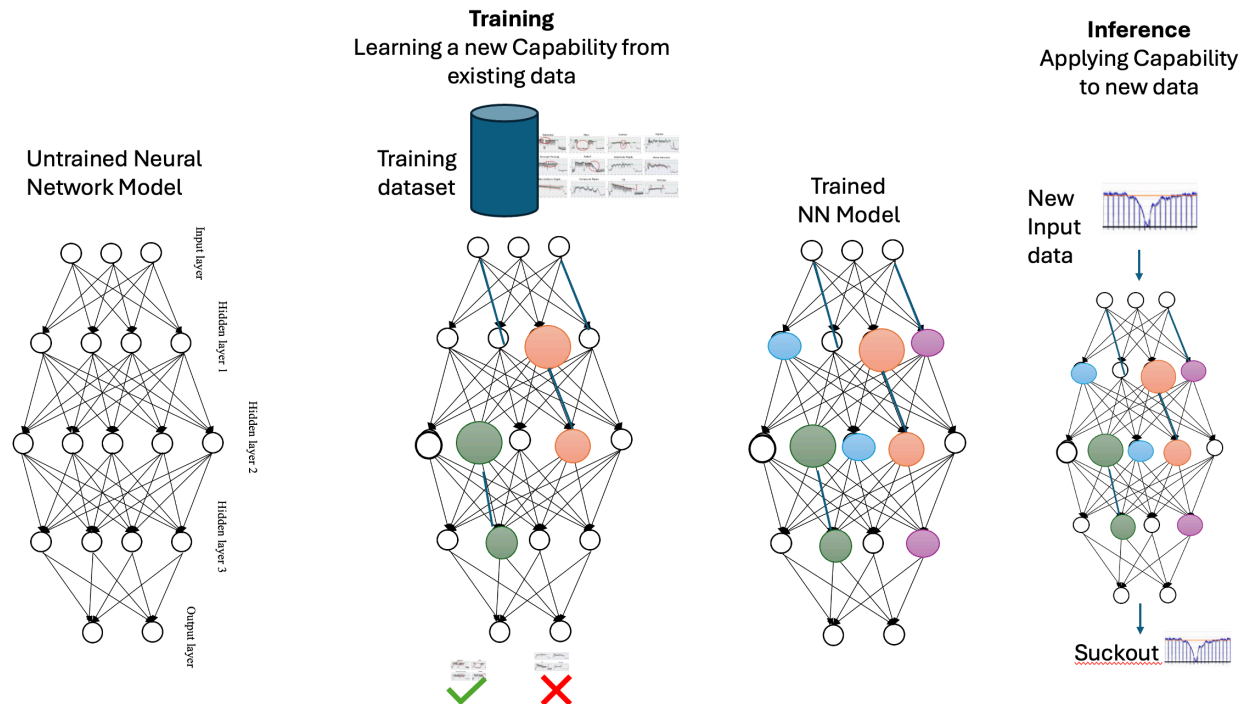 Training
Learning a new Capability from
existing data
Inference
Applying Capability
to new data
Untrained Neural
Network Model
Training
dataset
Trained
NN Model
New
Input
data
Input layer
Hidden layer 1
Hidden layer 2
Hidden layer 3
Output layer
Suckout